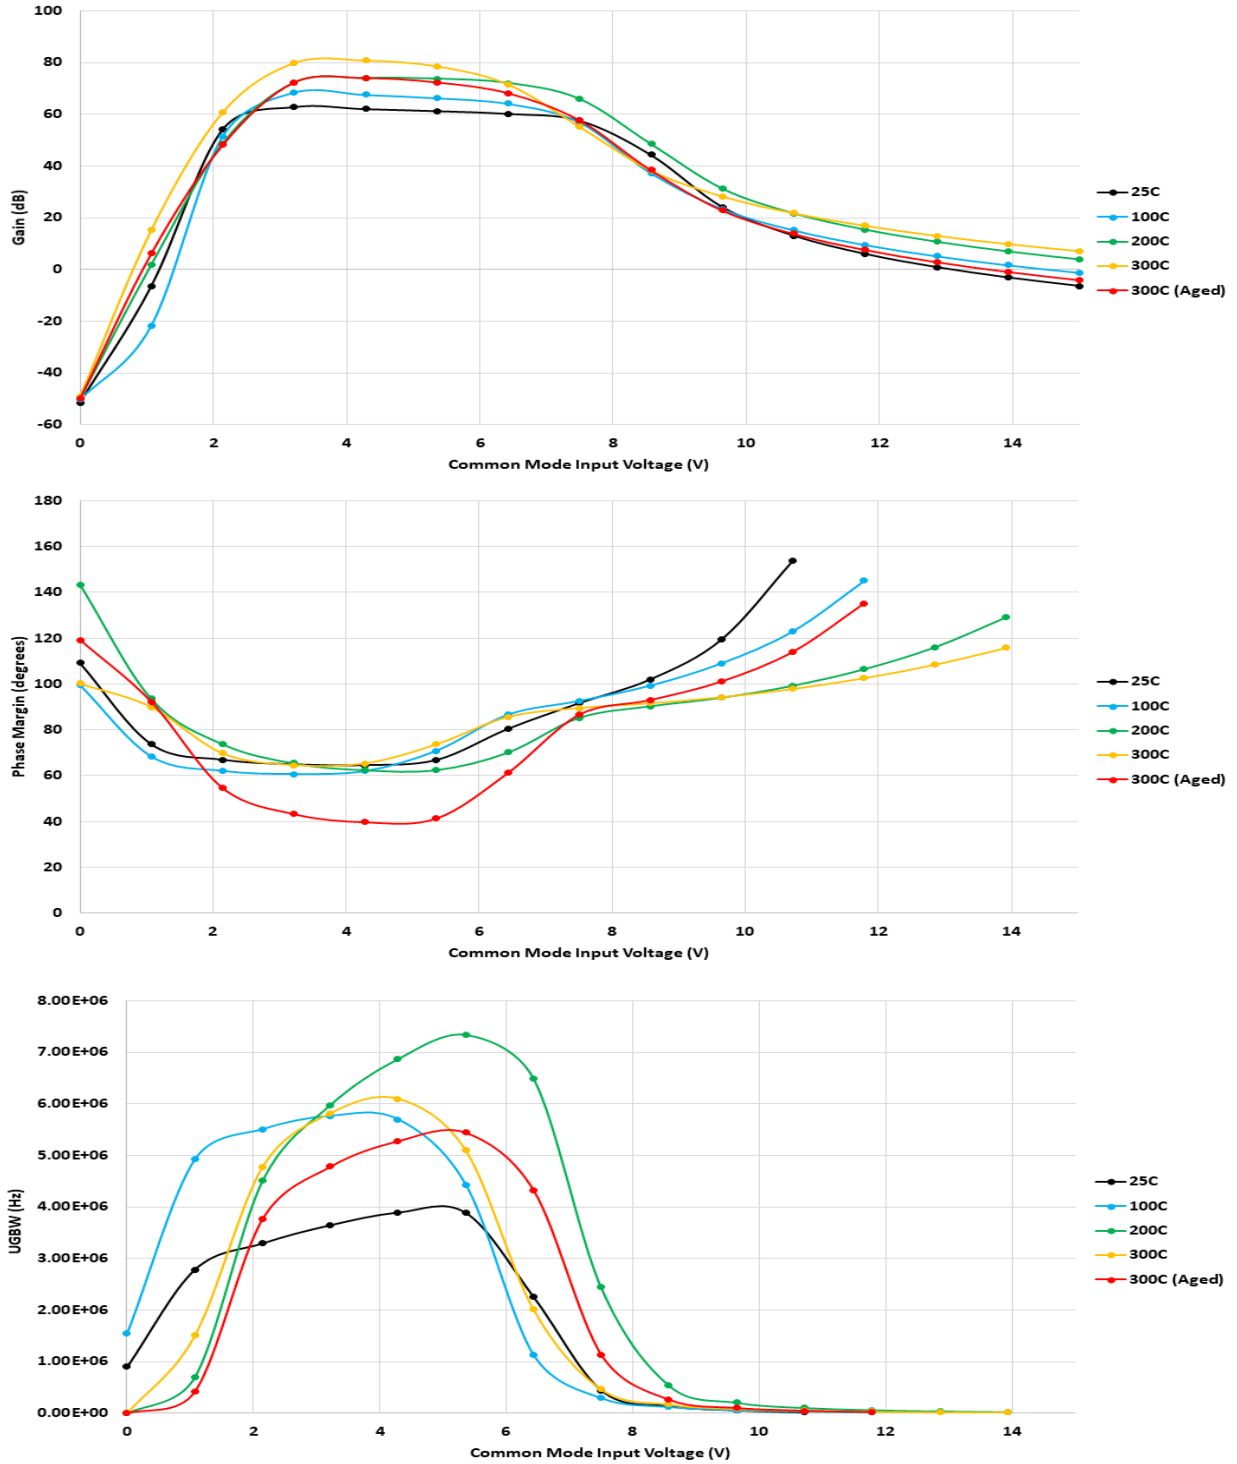 100
80
60
40
20
0
-20
-40
-60
Gain (dB)
0 2 4 6 8 10 12 14
Common Mode Input Voltage (V)
25C
100C
200C
300C
300C (Aged)
180
160
140
120
100
80
60
40
20
0
Phase Margin (degrees)
0 2 4 6 8 10 12 14
Common Mode Input Voltage (V)
25C
100C
200C
300C
300C (Aged)
8.00E+06
7.00E+06
6.00E+06
5.00E+06
4.00E+06
3.00E+06
2.00E+06
1.00E+06
0.00E+00
UGBW (Hz)
0 2 4 6 8 10 12 14
Common Mode Input Voltage (V)
25C
100C
200C
300C
300C (Aged)